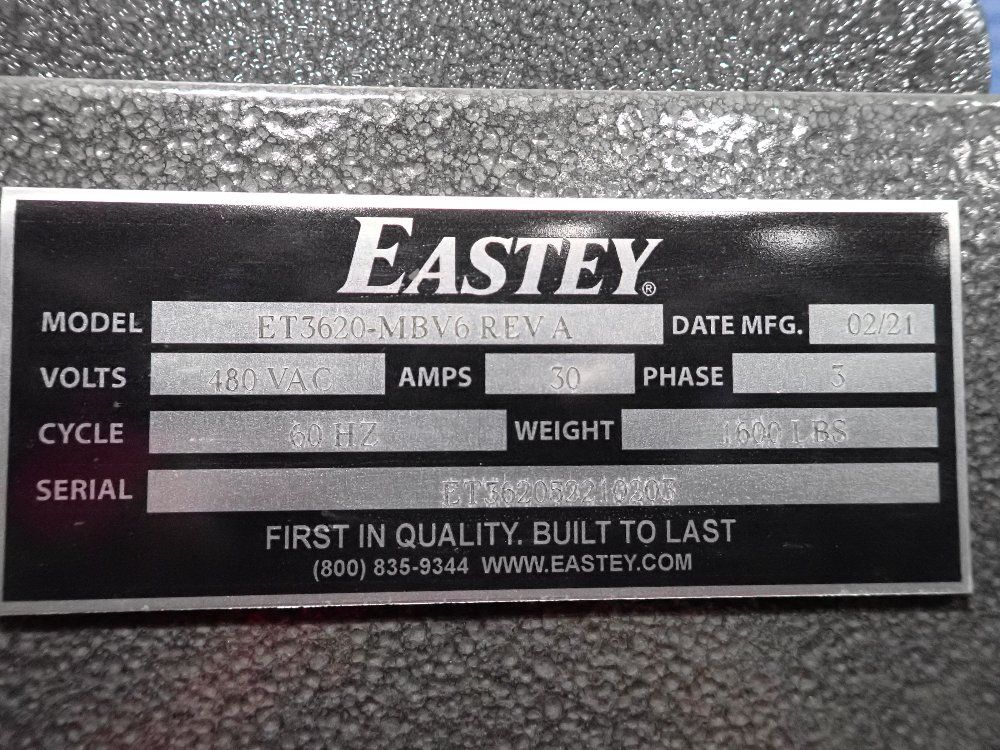 EASTEY®
MODEL ET3620-MBV6 REV A DATE MFG. 02/21
VOLTS 480 VAC AMPS 30 PHASE 3
CYCLE 60 HZ WEIGHT 1600 LBS
SERIAL
FIRST IN QUALITY. BUILT TO LAST
(800) 835-9344 WWW.EASTEY.COM